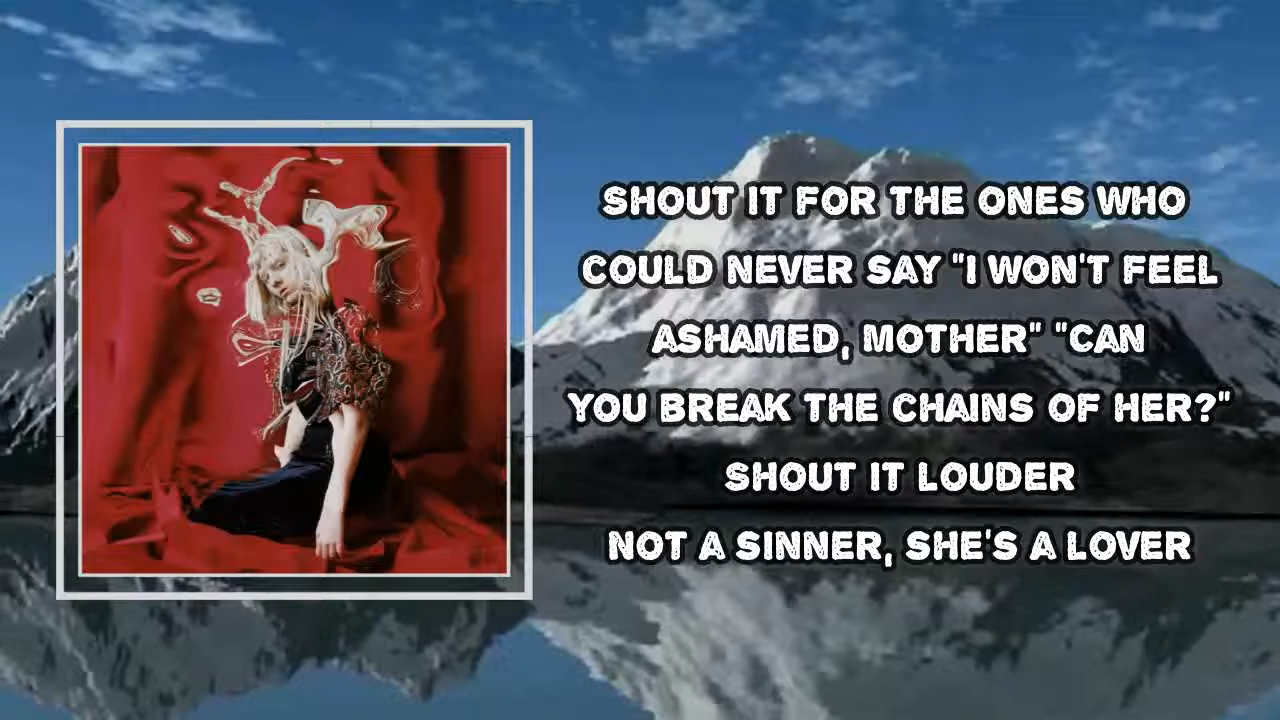 SHOUT IT FOR THE ONES WHO
COULD NEVER SAY "I WON'T FEEL
ASHAMED, MOTHER" "CAN
YOU BREAK THE CHAINS OF HER?"
SHOUT IT LOUDER
NOT A SINNER, SHE'S A LOVER